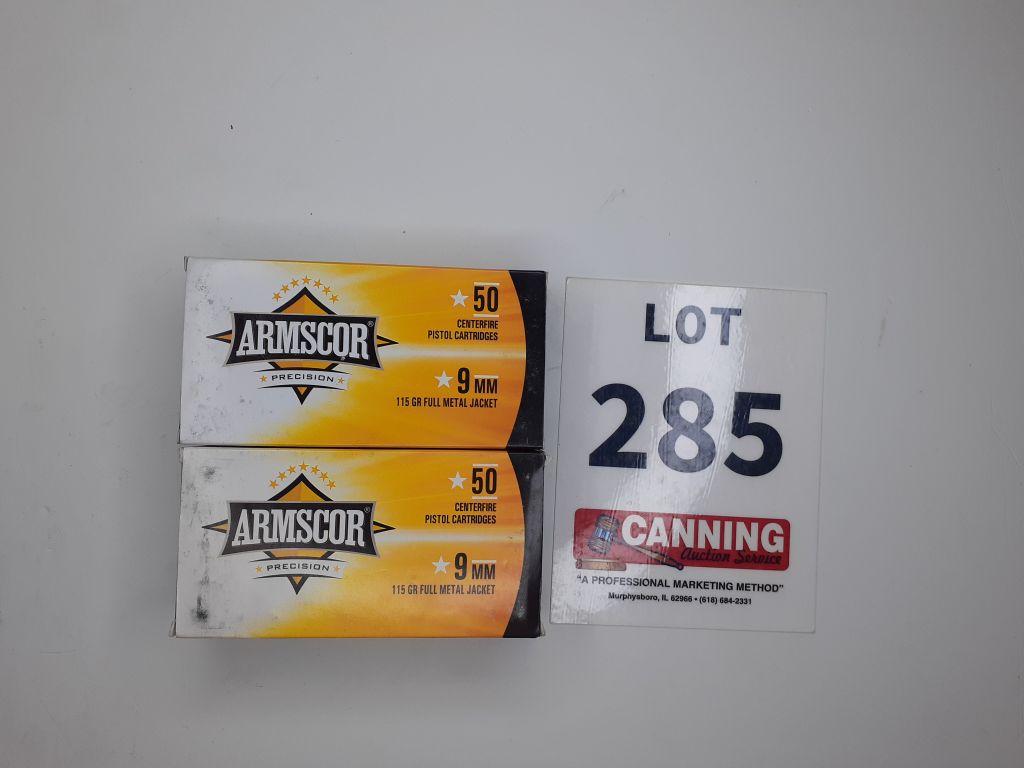 ARMSCOR®
PRECISION
50
CENTERFIRE
PISTOL CARTRIDGES
9 MM
115 GR FULL METAL JACKET
ARMSCOR®
PRECISION
50
CENTERFIRE
PISTOL CARTRIDGES
9 MM
115 GR FULL METAL JACKET
LOT
285
CANNING
Auction Service
"A PROFESSIONAL MARKETING METHOD"
Murphysboro, IL 62966 • (618) 684-2331